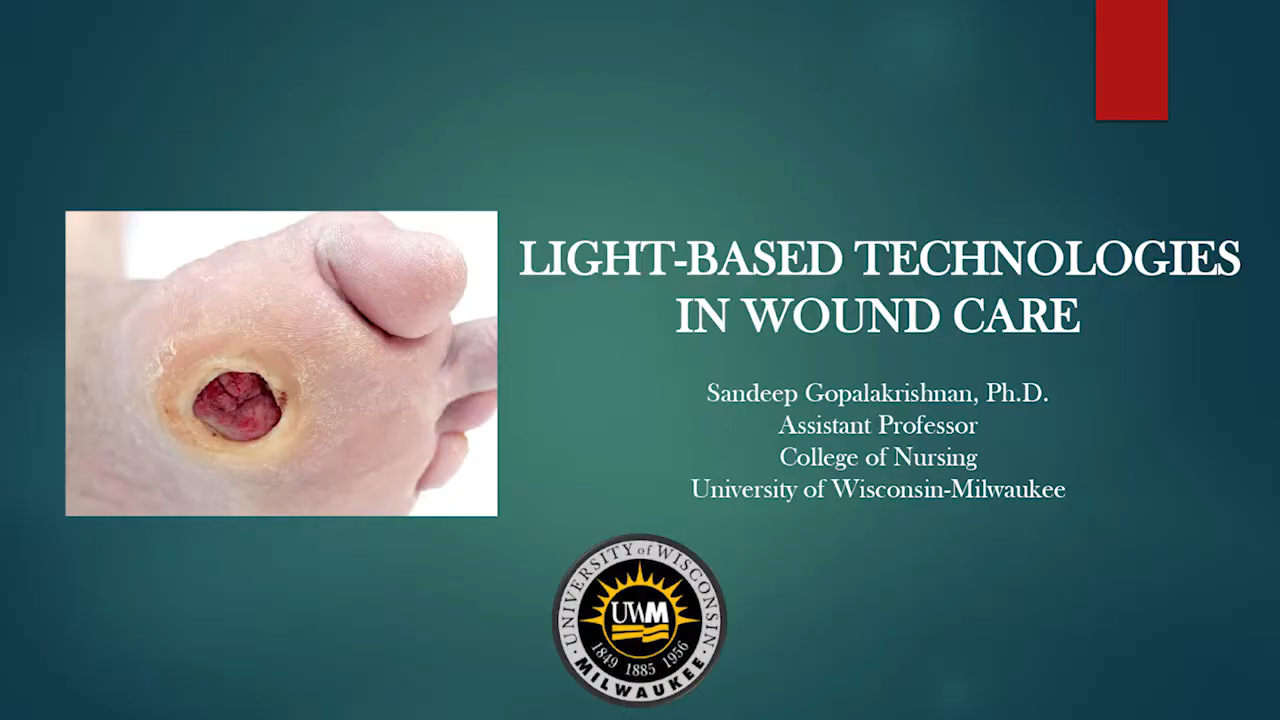 LIGHT-BASED TECHNOLOGIES
IN WOUND CARE
Sandeep Gopalakrishnan, Ph.D.
Assistant Professor
College of Nursing
University of Wisconsin-Milwaukee
UNIVERSITY of WISCONSIN
UWM
1849 1885 1956
MILWAUKEE